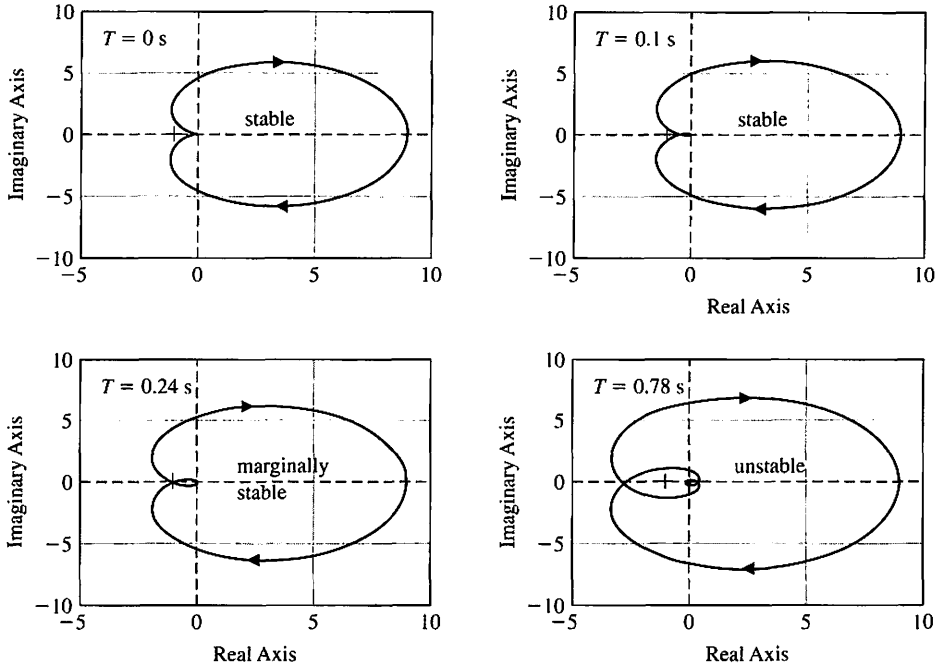 T = 0 s
10
5
0
−5
−10
Imaginary Axis
stable
−5
0
5
10
T = 0.1 s
10
5
0
−5
−10
Imaginary Axis
stable
−5
0
5
10
Real Axis
T = 0.24 s
10
5
0
−5
−10
Imaginary Axis
marginally
stable
−5
0
5
10
Real Axis
T = 0.78 s
10
5
0
−5
−10
Imaginary Axis
unstable
−5
0
5
10
Real Axis